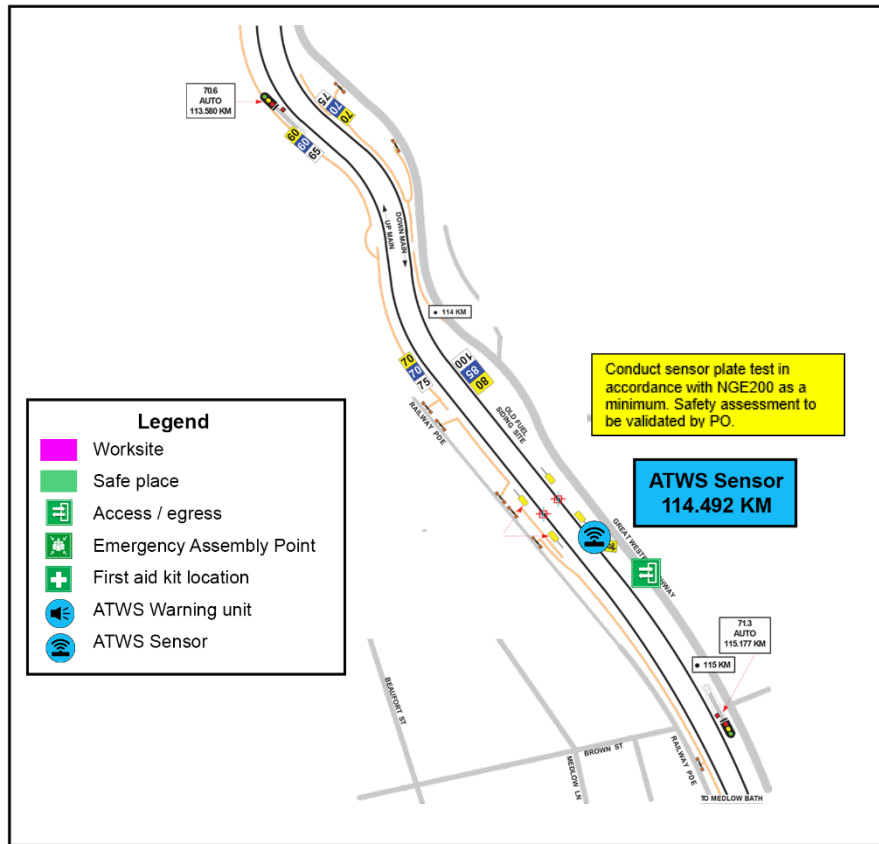 70.6
AUTO
113.580 KM
75
70
70
60
60
65
DOWN MAIN
UP MAIN
114 KM
70
70
75
100
85
80
OLD FUEL
SIDING SITE
RAILWAY PDE
Conduct sensor plate test in
accordance with NGE200 as a
minimum. Safety assessment to
be validated by PO.
ATWS Sensor
114.492 KM
Legend
Worksite
Safe place
Access / egress
Emergency Assembly Point
First aid kit location
ATWS Warning unit
ATWS Sensor
71.3
AUTO
115.177 KM
115 KM
BEAUFORT ST
MEDLOW LN
BROWN ST
RAILWAY PDE
TO MEDLOW BATH